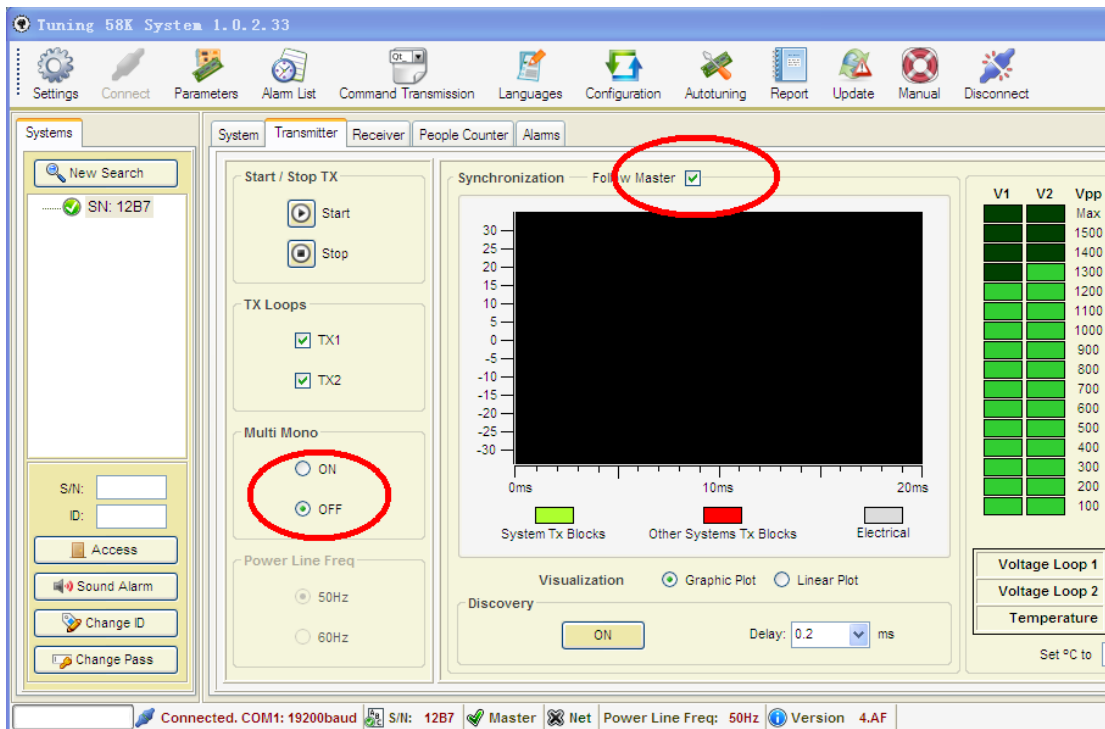 Tuning 58K System 1.0.2.33
Settings Connect Parameters Alarm List Command Transmission Languages Configuration Autotuning Report Update Manual Disconnect
Qt
Systems
New Search
SN: 12B7
S/N:
ID:
Access
Sound Alarm
Change ID
Change Pass
System Transmitter Receiver People Counter Alarms
Start / Stop TX
Start
Stop
TX Loops
TX1
TX2
Multi Mono
ON
OFF
Power Line Freq
50Hz
60Hz
Synchronization Follow Master
30
25
20
15
10
5
0
-5
-10
-15
-20
-25
-30
0ms 10ms 20ms
System Tx Blocks Other Systems Tx Blocks Electrical
Visualization Graphic Plot Linear Plot
Discovery
ON Delay: 0.2 ms
V1 V2 Vpp
Max
1500
1400
1300
1200
1100
1000
900
800
700
600
500
400
300
200
100
Voltage Loop 1
Voltage Loop 2
Temperature
Set ºC to
Connected. COM1: 19200baud S/N: 12B7 Master Net Power Line Freq: 50Hz Version 4.AF